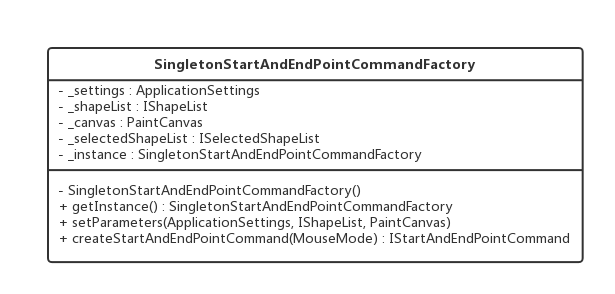 SingletonStartAndEndPointCommandFactory
- _settings : ApplicationSettings
- _shapeList : IShapeList
- _canvas : PaintCanvas
- _selectedShapeList : ISelectedShapeList
- _instance : SingletonStartAndEndPointCommandFactory
- SingletonStartAndEndPointCommandFactory()
+ getInstance() : SingletonStartAndEndPointCommandFactory
+ setParameters(ApplicationSettings, IShapeList, PaintCanvas)
+ createStartAndEndPointCommand(MouseMode) : IStartAndEndPointCommand